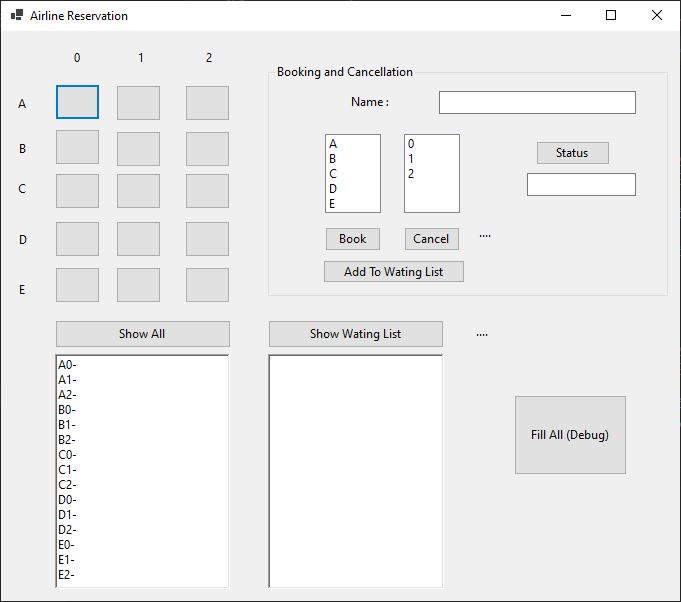 Airline Reservation
0 1 2
A
B
C
D
E
Booking and Cancellation
Name :
A
B
C
D
E
0
1
2
Status
Book
Cancel
....
Add To Wating List
Show All
Show Wating List
....
A0-
A1-
A2-
B0-
B1-
B2-
C0-
C1-
C2-
D0-
D1-
D2-
E0-
E1-
E2-
Fill All (Debug)